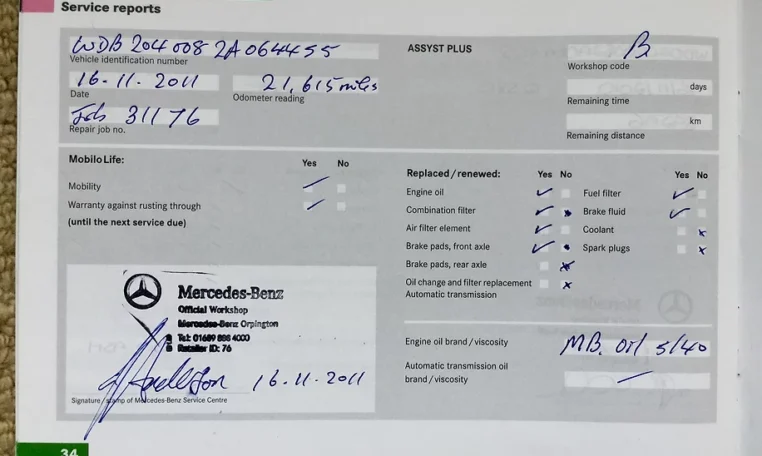 Service reports
WDB 204 008 2A 064455
Vehicle identification number
16-11-2011
Date
21,615 miles
Odometer reading
Job 31176
Repair job no.
ASSYST PLUS
B
Workshop code
days
Remaining time
km
Remaining distance
Mobilo Life:
Yes No
Mobility
Warranty against rusting through
(until the next service due)
Replaced / renewed: Yes No
Engine oil
Combination filter
Air filter element
Brake pads, front axle
Brake pads, rear axle
Oil change and filter replacement
Automatic transmission
Yes No
Fuel filter
Brake fluid
Coolant
Spark plugs
Mercedes-Benz
Official Workshop
Mercedes-Benz Orpington
Tel: 01689 888 4000
Retailer ID: 76
16.11.2011
Signature / stamp of Mercedes-Benz Service Centre
Engine oil brand / viscosity
MB. Oil 5/40
Automatic transmission oil
brand / viscosity
34